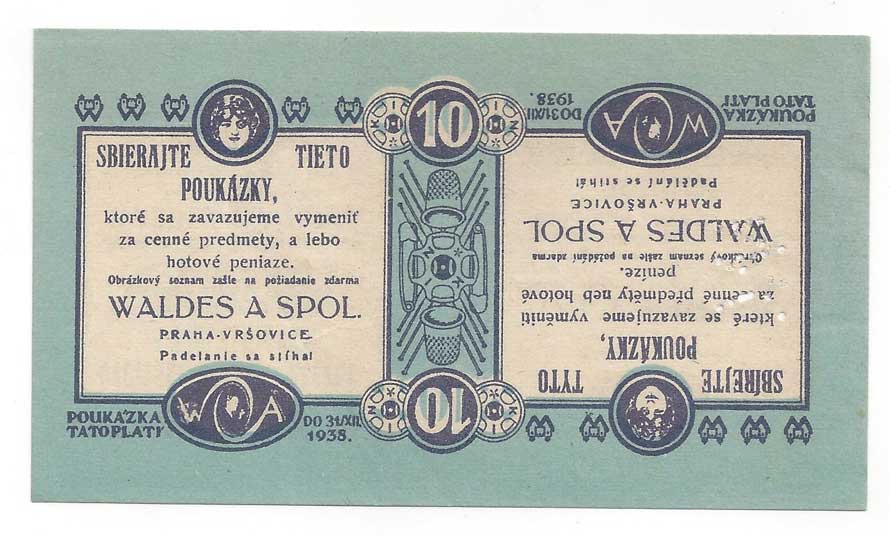 10
SBIERAJTE TIETO
POUKÁZKY,
ktoré sa zavazujeme vymeniť
za cenné predmety, a lebo
hotové peniaze.
Obrázkový soznam zašle na požiadanie zdarma
WALDES A SPOL.
PRAHA-VRŠOVICE
Padelanie sa stíha!
POUKÁZKA
TATO PLATÍ
W A
DO 31/XII
1938.
10
SBÍREJTE TYTO
POUKÁZKY,
které se zavazujeme vyměniti
za cenné předměty neb hotové
peníze.
Obrázkový seznam na požádání zašle zdarma
WALDES A SPOL
PRAHA-VRŠOVICE
Padělání se stíhá!
POUKÁZKA
TATO PLATÍ
W A
DO 31/XII
1938.